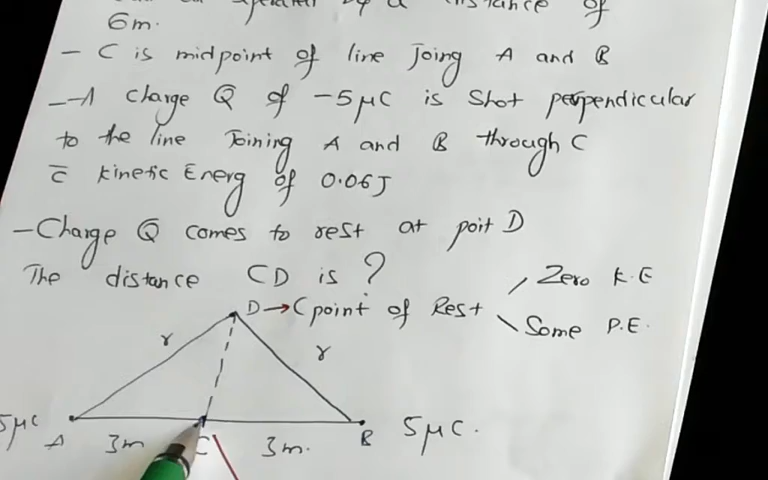 distance of
6m.
- C is midpoint of line Joing A and B
- A charge Q of -5μC is shot perpendicular
to the line Joining A and B through C
c̄ kinetic Energ of 0.06J
- Charge Q comes to rest at poit D
The distance CD is ?
Zero K.E
D → ( point of Rest
Some P.E.
r
r
5μC
A
3m
C
3m.
B
5μC.